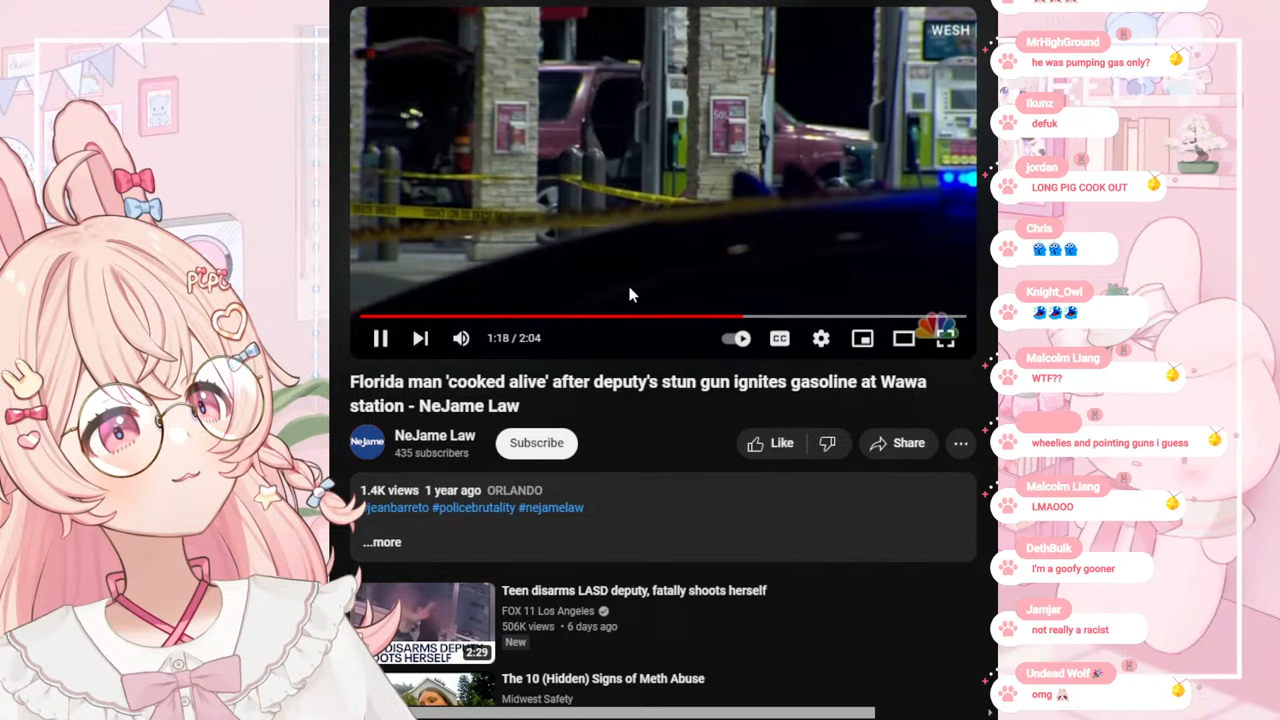 PiPi
WESH
1:18 / 2:04
CC
Florida man 'cooked alive' after deputy's stun gun ignites gasoline at Wawa
station - NeJame Law
NeJame
NeJame Law
435 subscribers
Subscribe
Like
Share
1.4K views 1 year ago ORLANDO
#jeanbarreto #policebrutality #nejamelaw
...more
Teen disarms LASD deputy, fatally shoots herself
FOX 11 Los Angeles
506K views • 6 days ago
New
2:29
The 10 (Hidden) Signs of Meth Abuse
Midwest Safety
MrHighGround
he was pumping gas only?
Ikunz
defuk
jordan
LONG PIG COOK OUT
Chris
Knight_Owl
Malcolm Liang
WTF??
wheelies and pointing guns i guess
Malcolm Liang
LMAOOO
DethBulk
I'm a goofy gooner
Jamjar
not really a racist
Undead Wolf
omg